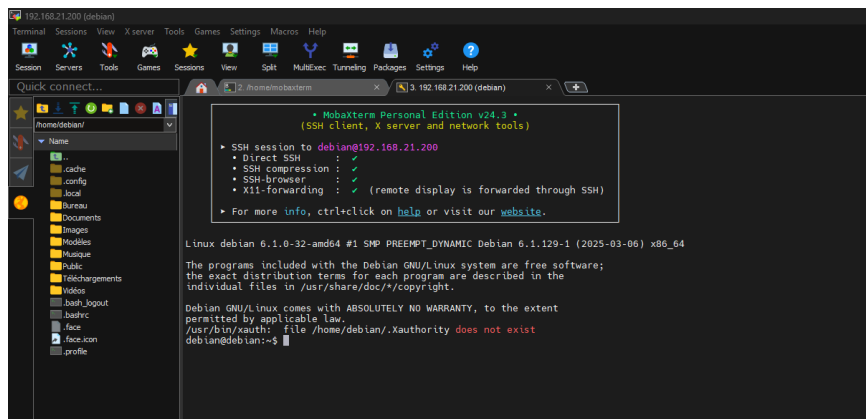 192.168.21.200 (debian)
Terminal Sessions View X server Tools Games Settings Macros Help
Session Servers Tools Games Sessions View Split MultiExec Tunneling Packages Settings Help
Quick connect...
2. /home/mobaxterm
3. 192.168.21.200 (debian)
/home/debian/
Name
..
.cache
.config
.local
Bureau
Documents
Images
Modèles
Musique
Public
Téléchargements
Vidéos
.bash_logout
.bashrc
.face
.face.icon
.profile
• MobaXterm Personal Edition v24.3 •
(SSH client, X server and network tools)
► SSH session to debian@192.168.21.200
• Direct SSH : ✔
• SSH compression : ✔
• SSH-browser : ✔
• X11-forwarding : ✔ (remote display is forwarded through SSH)
► For more info, ctrl+click on help or visit our website.
Linux debian 6.1.0-32-amd64 #1 SMP PREEMPT_DYNAMIC Debian 6.1.129-1 (2025-03-06) x86_64
The programs included with the Debian GNU/Linux system are free software;
the exact distribution terms for each program are described in the
individual files in /usr/share/doc/*/copyright.
Debian GNU/Linux comes with ABSOLUTELY NO WARRANTY, to the extent
permitted by applicable law.
/usr/bin/xauth: file /home/debian/.Xauthority does not exist
debian@debian:~$